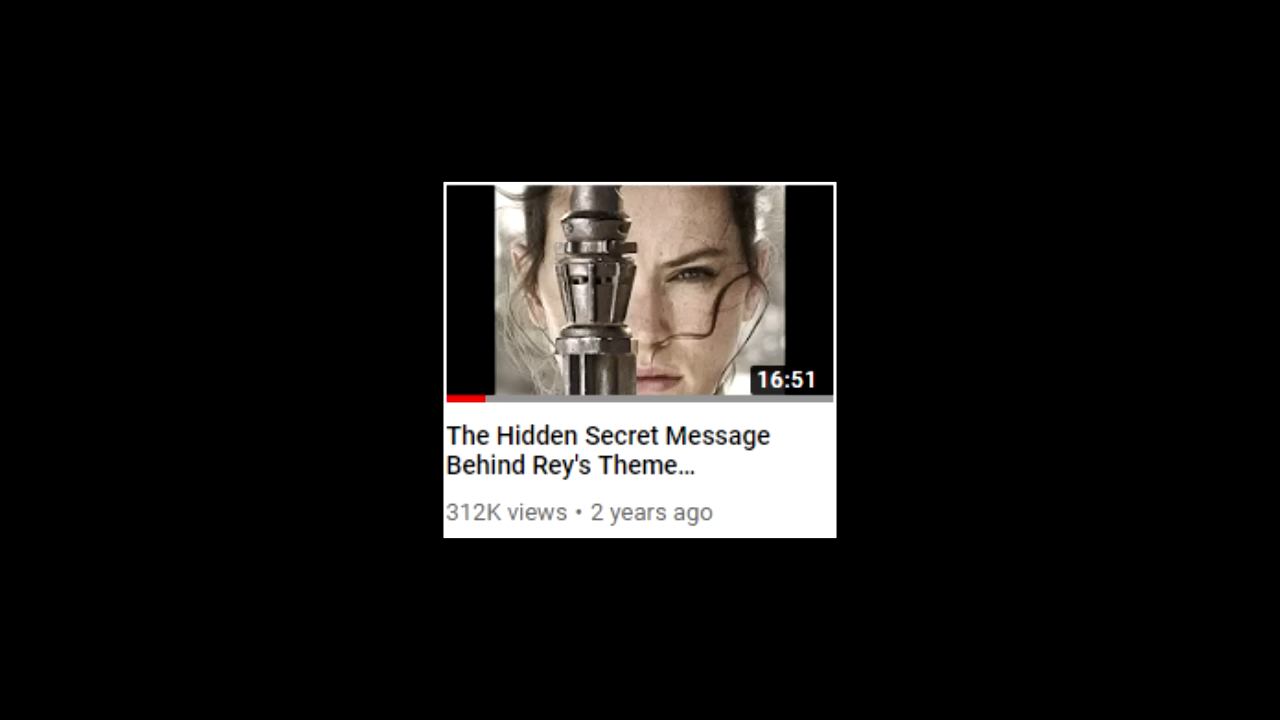 16:51
The Hidden Secret Message
Behind Rey's Theme...
312K views • 2 years ago